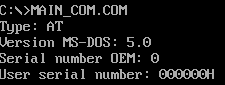 C:\>MAIN_COM.COM
Type: AT
Version MS-DOS: 5.0
Serial number OEM: 0
User serial number: 000000H